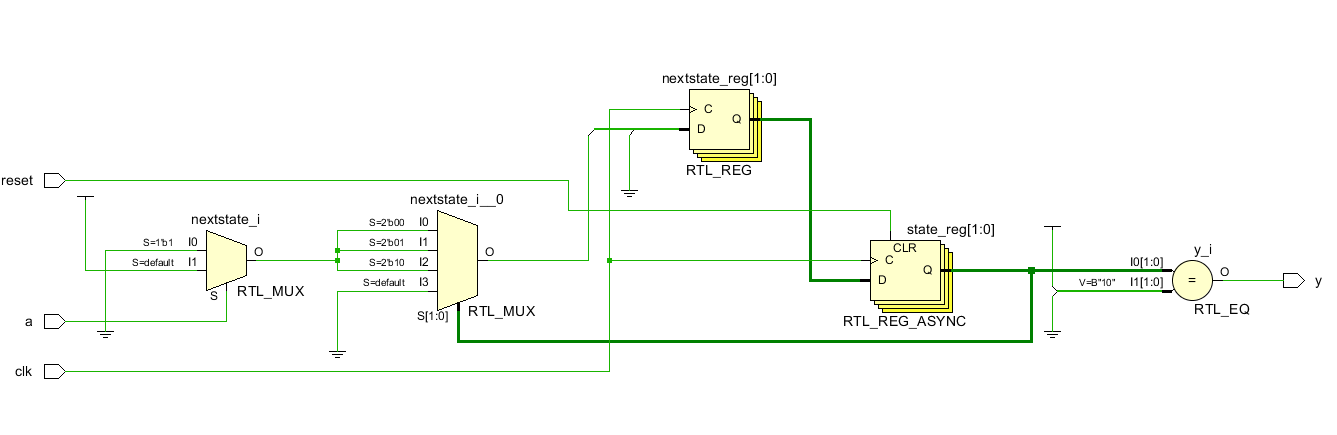 nextstate_reg[1:0]
C
Q
D
RTL_REG
reset
nextstate_i__0
nextstate_i
S=2'b00 I0
S=1'b1 I0
O
S=2'b01 I1
O
S=default I1
S=2'b10 I2
S=default I3
S
RTL_MUX
S[1:0]
RTL_MUX
a
clk
state_reg[1:0]
CLR
C
Q
D
RTL_REG_ASYNC
y_i
I0[1:0]
V=B"10" I1[1:0]
=
O
RTL_EQ
y